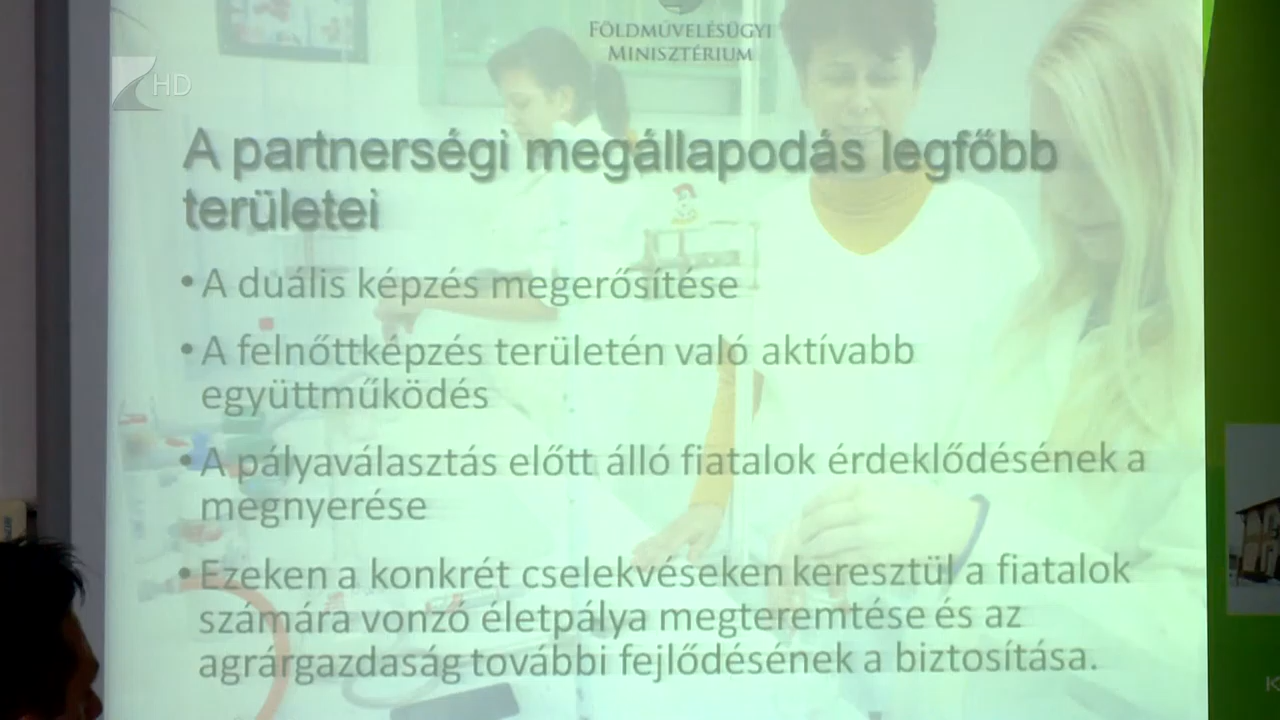 FÖLDMŰVELÉSÜGYI
MINISZTÉRIUM
HD
A partnerségi megállapodás legfőbb
területei
• A duális képzés megerősítése
• A felnőttképzés területén való aktívabb
együttműködés
• A pályaválasztás előtt álló fiatalok érdeklődésének a
megnyerése
• Ezeken a konkrét cselekvéseken keresztül a fiatalok
számára vonzó életpálya megteremtése és az
agrárgazdaság további fejlődésének a biztosítása.